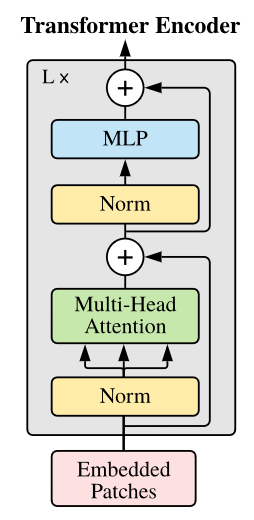 Transformer Encoder
L ×
+
MLP
Norm
+
Multi-Head
Attention
Norm
Embedded
Patches